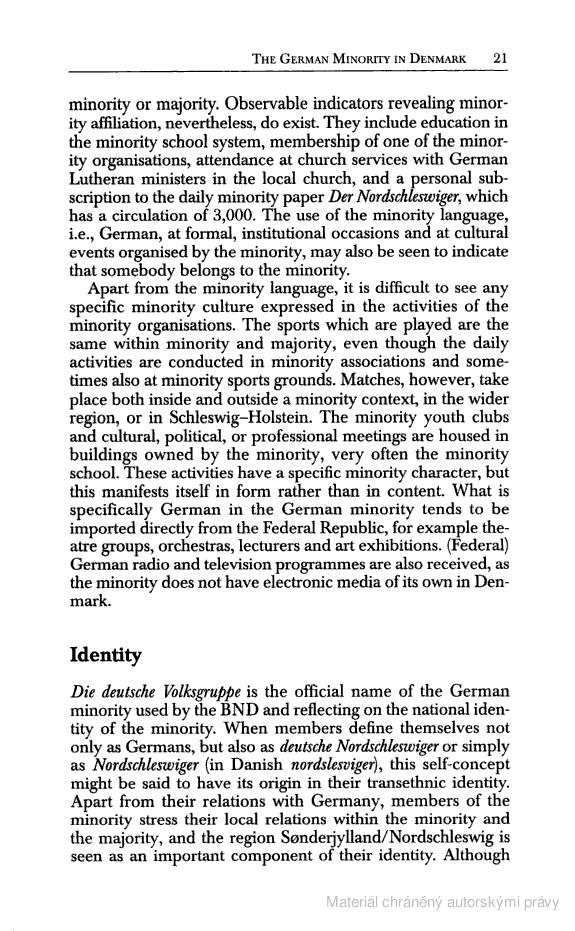 THE GERMAN MINORITY IN DENMARK 21
minority or majority. Observable indicators revealing minor-
ity affiliation, nevertheless, do exist. They include education in
the minority school system, membership of one of the minor-
ity organisations, attendance at church services with German
Lutheran ministers in the local church, and a personal sub-
scription to the daily minority paper Der Nordschleswiger, which
has a circulation of 3,000. The use of the minority language,
i.e., German, at formal, institutional occasions and at cultural
events organised by the minority, may also be seen to indicate
that somebody belongs to the minority.
Apart from the minority language, it is difficult to see any
specific minority culture expressed in the activities of the
minority organisations. The sports which are played are the
same within minority and majority, even though the daily
activities are conducted in minority associations and some-
times also at minority sports grounds. Matches, however, take
place both inside and outside a minority context, in the wider
region, or in Schleswig–Holstein. The minority youth clubs
and cultural, political, or professional meetings are housed in
buildings owned by the minority, very often the minority
school. These activities have a specific minority character, but
this manifests itself in form rather than in content. What is
specifically German in the German minority tends to be
imported directly from the Federal Republic, for example the-
atre groups, orchestras, lecturers and art exhibitions. (Federal)
German radio and television programmes are also received, as
the minority does not have electronic media of its own in Den-
mark.
Identity
Die deutsche Volksgruppe is the official name of the German
minority used by the BND and reflecting on the national iden-
tity of the minority. When members define themselves not
only as Germans, but also as deutsche Nordschleswiger or simply
as Nordschleswiger (in Danish nordslesviger), this self-concept
might be said to have its origin in their transethnic identity.
Apart from their relations with Germany, members of the
minority stress their local relations within the minority and
the majority, and the region Sønderjylland/Nordschleswig is
seen as an important component of their identity. Although
Materiál chráněný autorskými právy